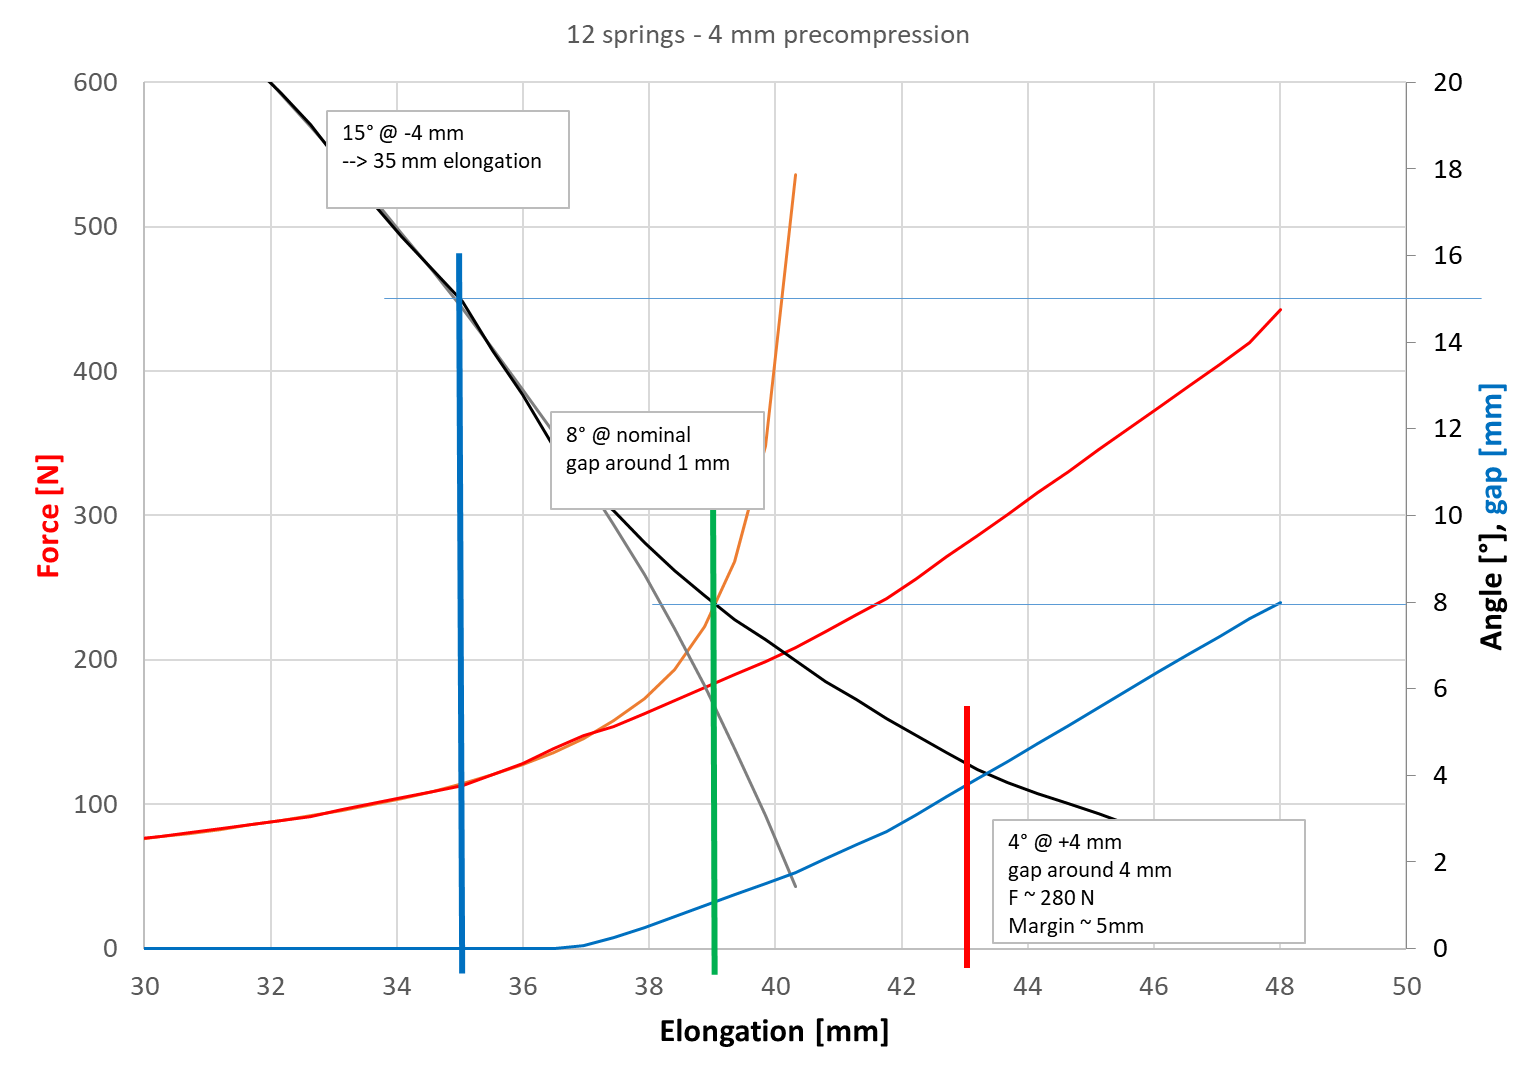 12 springs - 4 mm precompression
600
500
400
300
200
100
0
Force [N]
15° @ -4 mm
--> 35 mm elongation
8° @ nominal
gap around 1 mm
4° @ +4 mm
gap around 4 mm
F ~ 280 N
Margin ~ 5mm
20
18
16
14
12
10
8
6
4
2
0
Angle [°], gap [mm]
30 32 34 36 38 40 42 44 46 48 50
Elongation [mm]